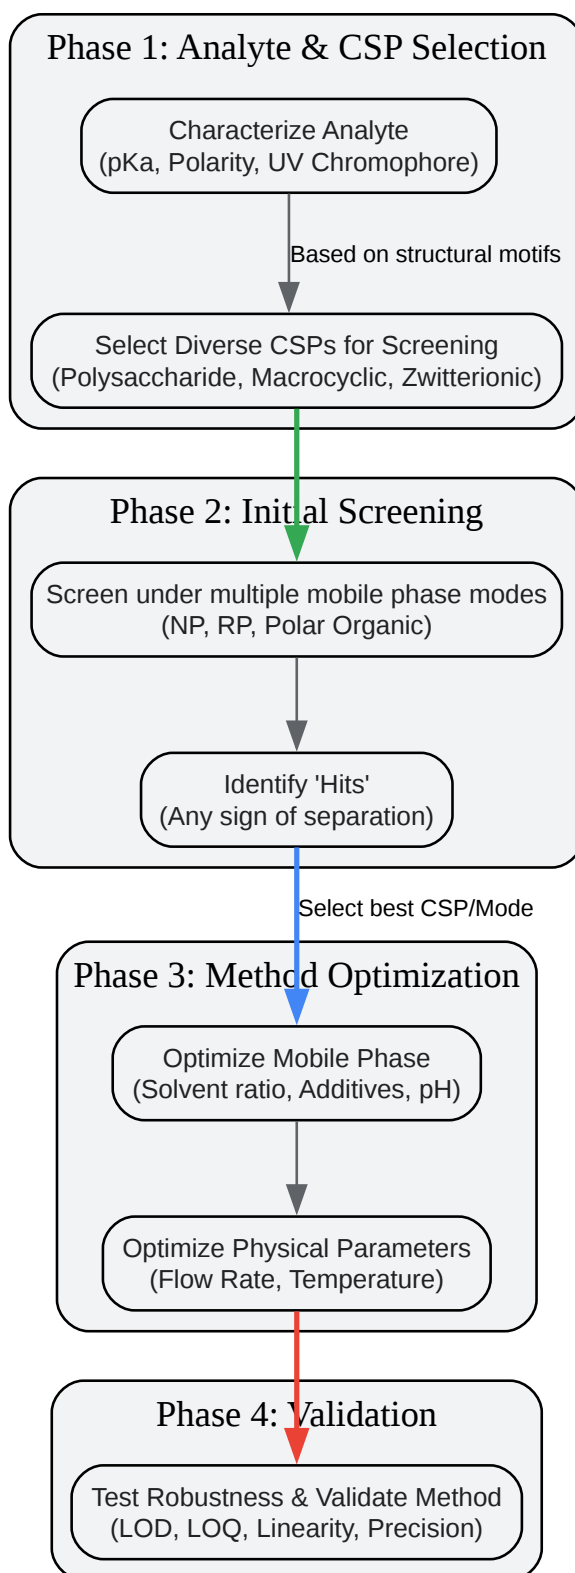 Phase 1: Analyte & CSP Selection
Characterize Analyte
(pKa, Polarity, UV Chromophore)
Based on structural motifs
Select Diverse CSPs for Screening
(Polysaccharide, Macrocyclic, Zwitterionic)
Phase 2: Initial Screening
Screen under multiple mobile phase modes
(NP, RP, Polar Organic)
Identify 'Hits'
(Any sign of separation)
Select best CSP/Mode
Phase 3: Method Optimization
Optimize Mobile Phase
(Solvent ratio, Additives, pH)
Optimize Physical Parameters
(Flow Rate, Temperature)
Phase 4: Validation
Test Robustness & Validate Method
(LOD, LOQ, Linearity, Precision)